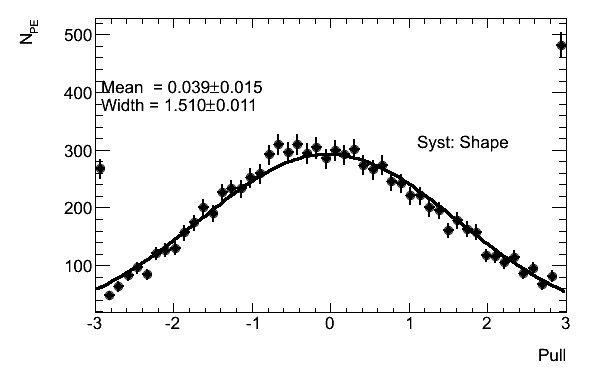 N_PE
500
400
300
200
100
Mean = 0.039±0.015
Width = 1.510±0.011
Syst: Shape
-3 -2 -1 0 1 2 3
Pull